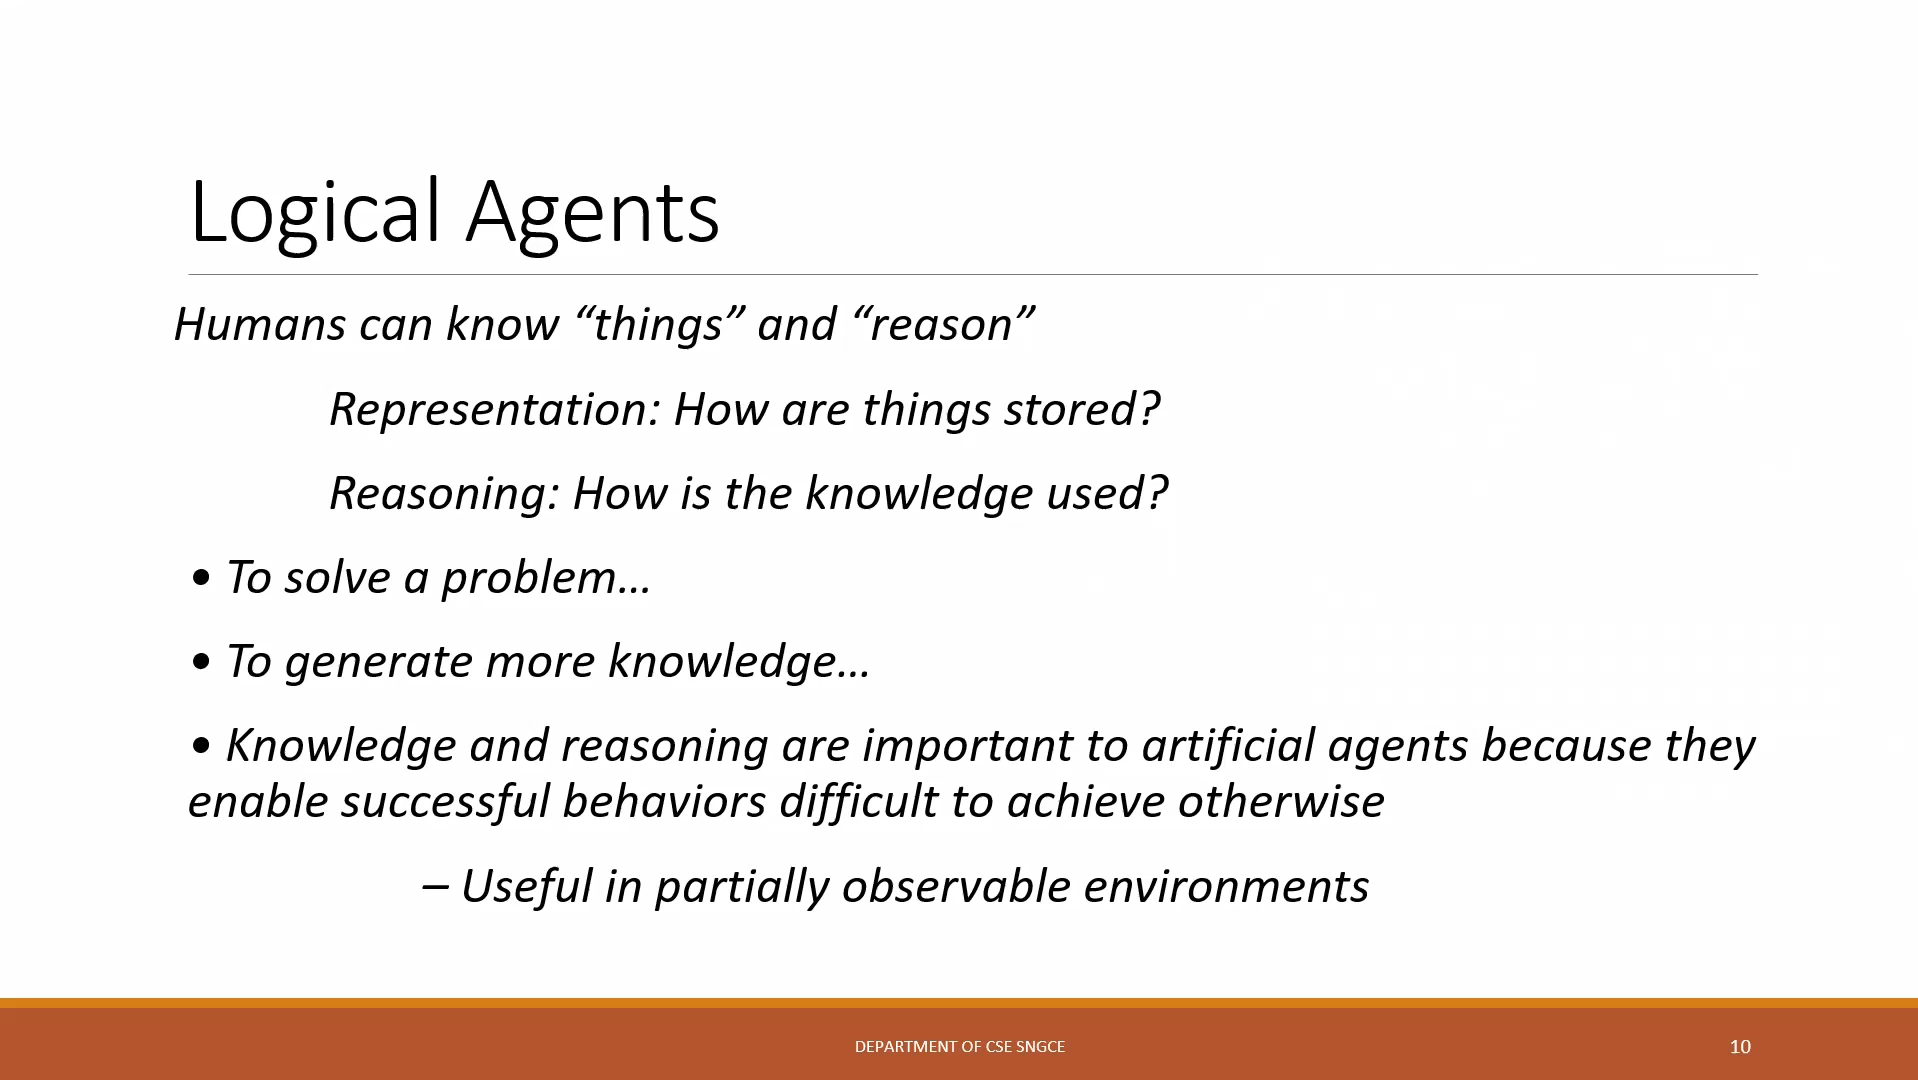 Logical Agents
Humans can know “things” and “reason”
Representation: How are things stored?
Reasoning: How is the knowledge used?
• To solve a problem…
• To generate more knowledge…
• Knowledge and reasoning are important to artificial agents because they
enable successful behaviors difficult to achieve otherwise
– Useful in partially observable environments
DEPARTMENT OF CSE SNGCE
10